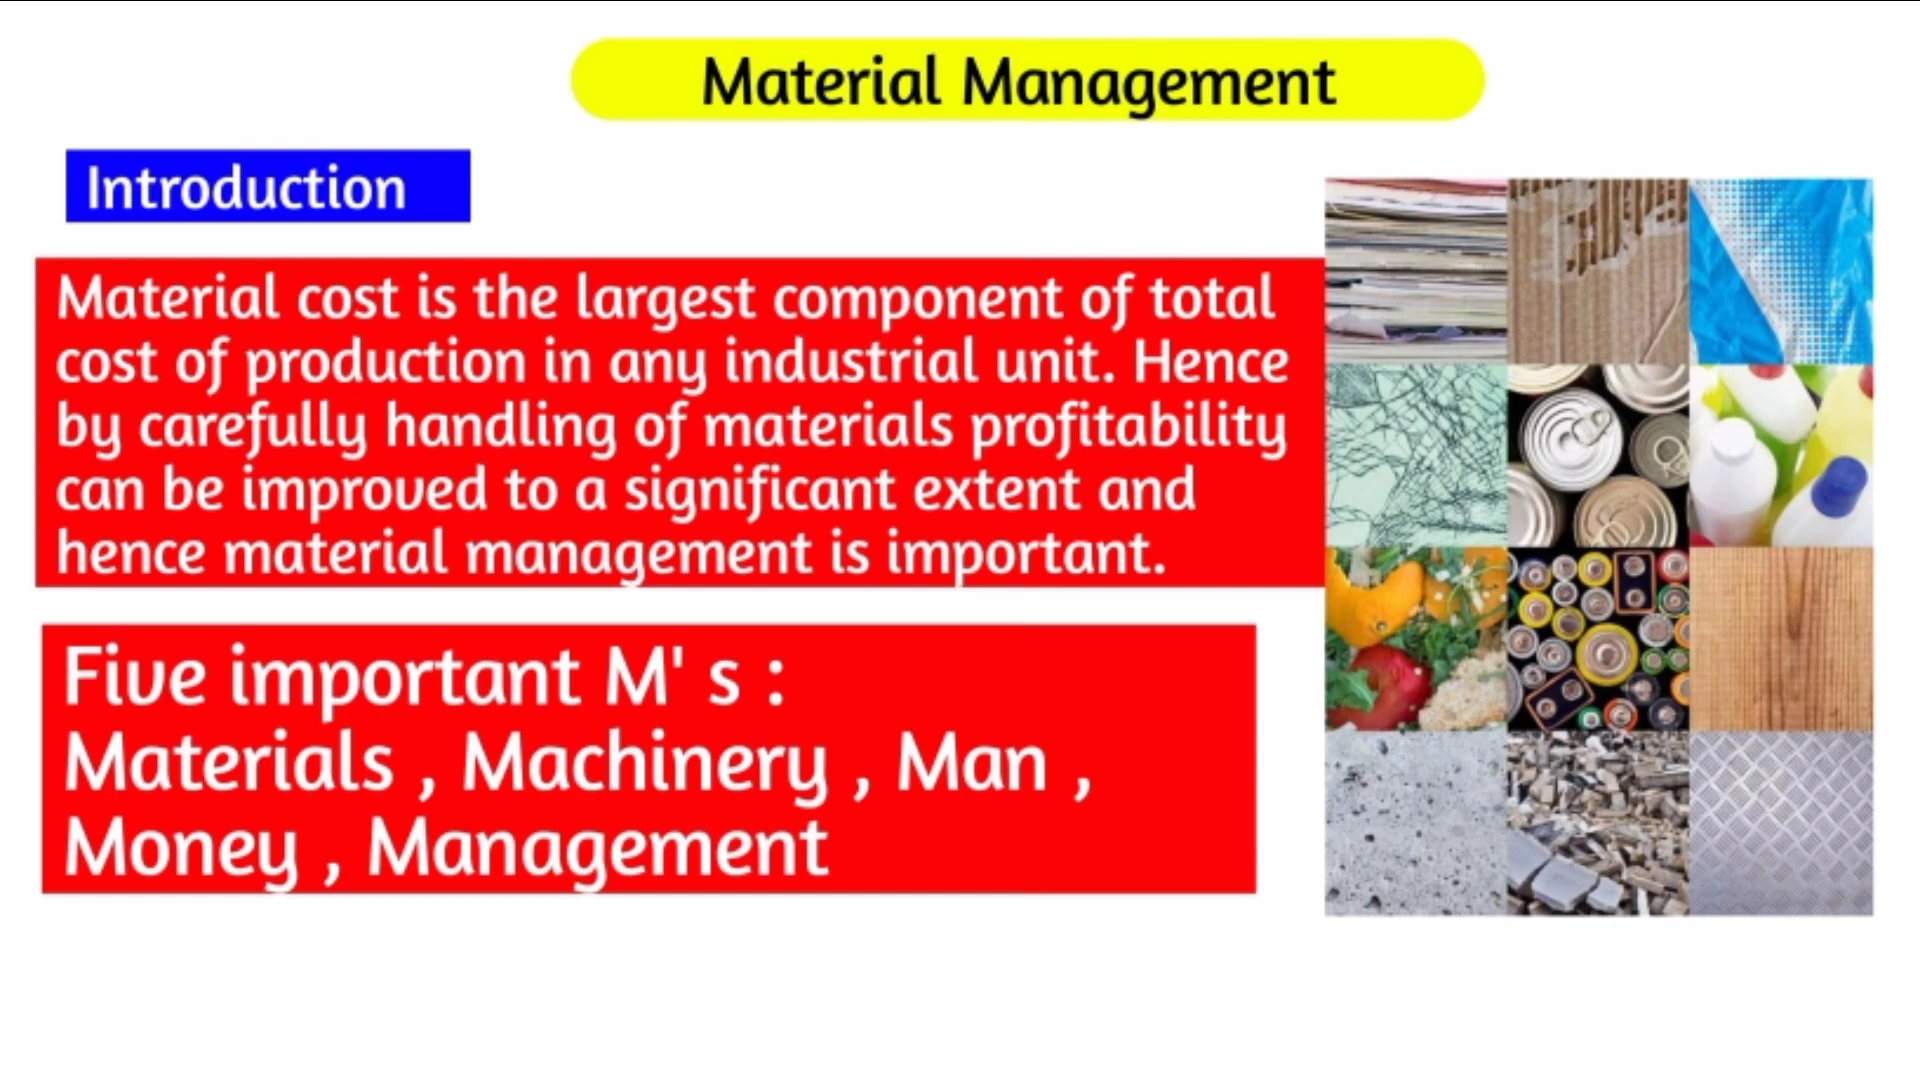 Material Management
Introduction
Material cost is the largest component of total
cost of production in any industrial unit. Hence
by carefully handling of materials profitability
can be improved to a significant extent and
hence material management is important.
Five important M' s :
Materials , Machinery , Man ,
Money , Management